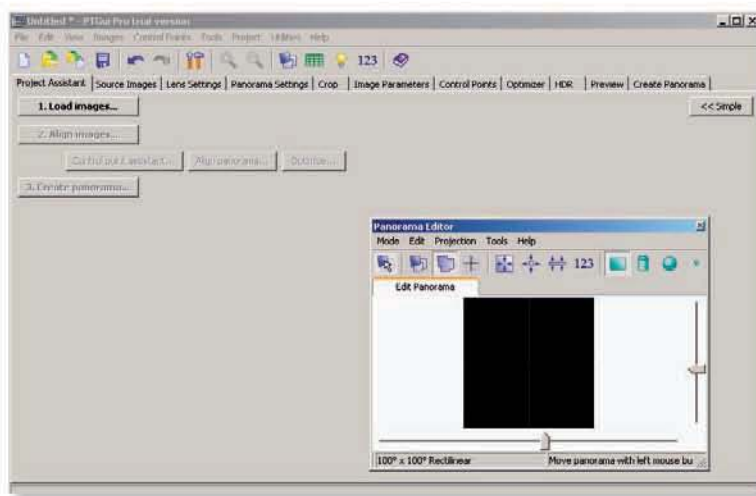 Untitled * - PTGui Pro trial version
File Edit View Images Control Points Tools Project Utilities Help
123
Project Assistant Source Images Lens Settings Panorama Settings Crop Image Parameters Control Points Optimizer HDR Preview Create Panorama
1. Load images... << Simple
2. Align images...
Control point assistant... Align panorama... Optimize...
3. Create panorama...
Panorama Editor
Mode Edit Projection Tools Help
123
Edit Panorama
100° x 100° Rectilinear Move panorama with left mouse bu